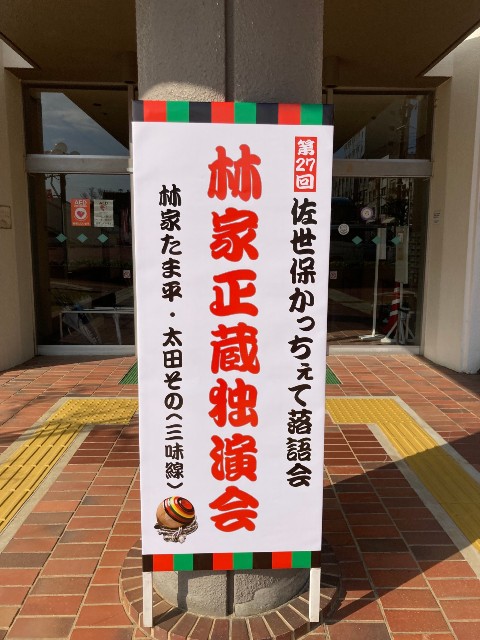 第27回
佐世保かっちぇて落語会
林家正蔵独演会
林家たま平・太田その(三味線)
AED